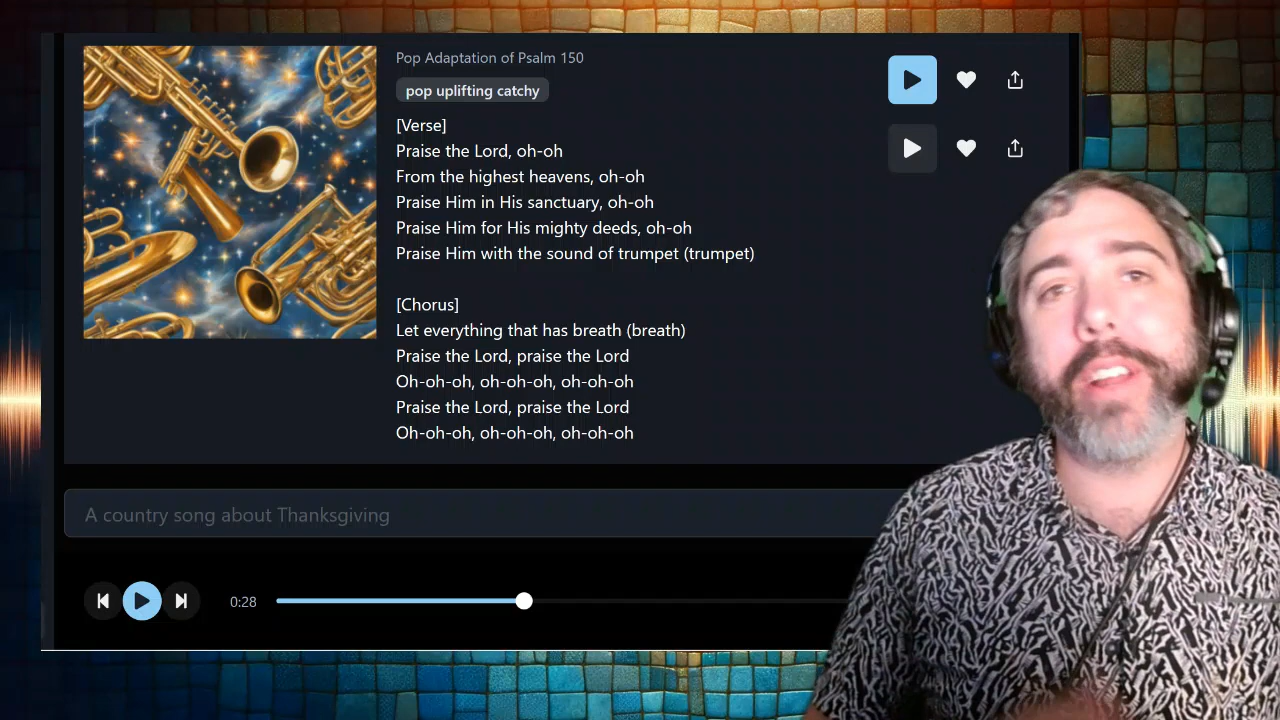 Pop Adaptation of Psalm 150
pop uplifting catchy
[Verse]
Praise the Lord, oh-oh
From the highest heavens, oh-oh
Praise Him in His sanctuary, oh-oh
Praise Him for His mighty deeds, oh-oh
Praise Him with the sound of trumpet (trumpet)
[Chorus]
Let everything that has breath (breath)
Praise the Lord, praise the Lord
Oh-oh-oh, oh-oh-oh, oh-oh-oh
Praise the Lord, praise the Lord
Oh-oh-oh, oh-oh-oh, oh-oh-oh
A country song about Thanksgiving
0:28